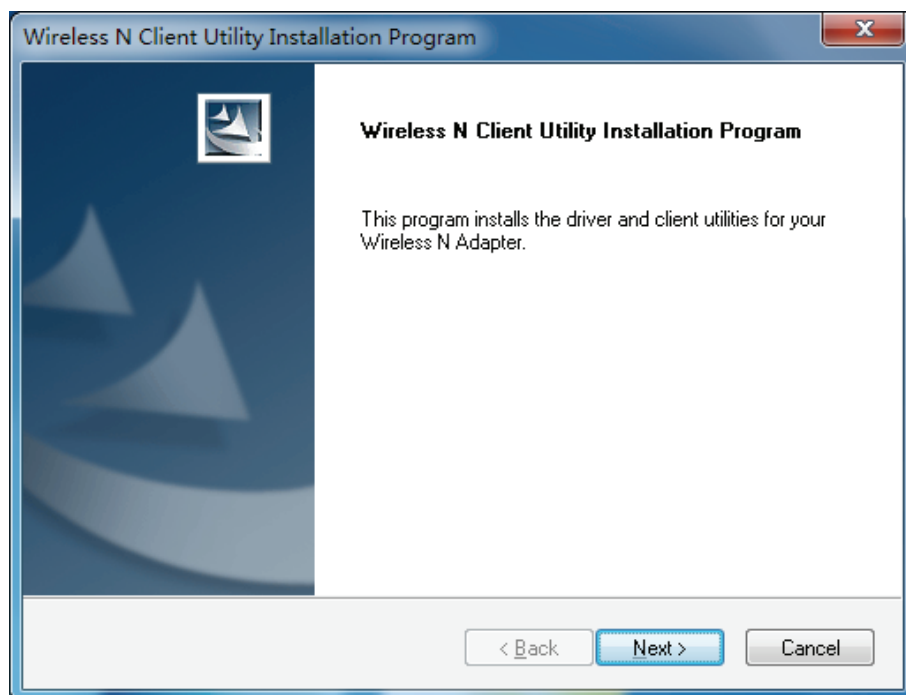 Wireless N Client Utility Installation Program
Wireless N Client Utility Installation Program
This program installs the driver and client utilities for your
Wireless N Adapter.
< Back Next > Cancel